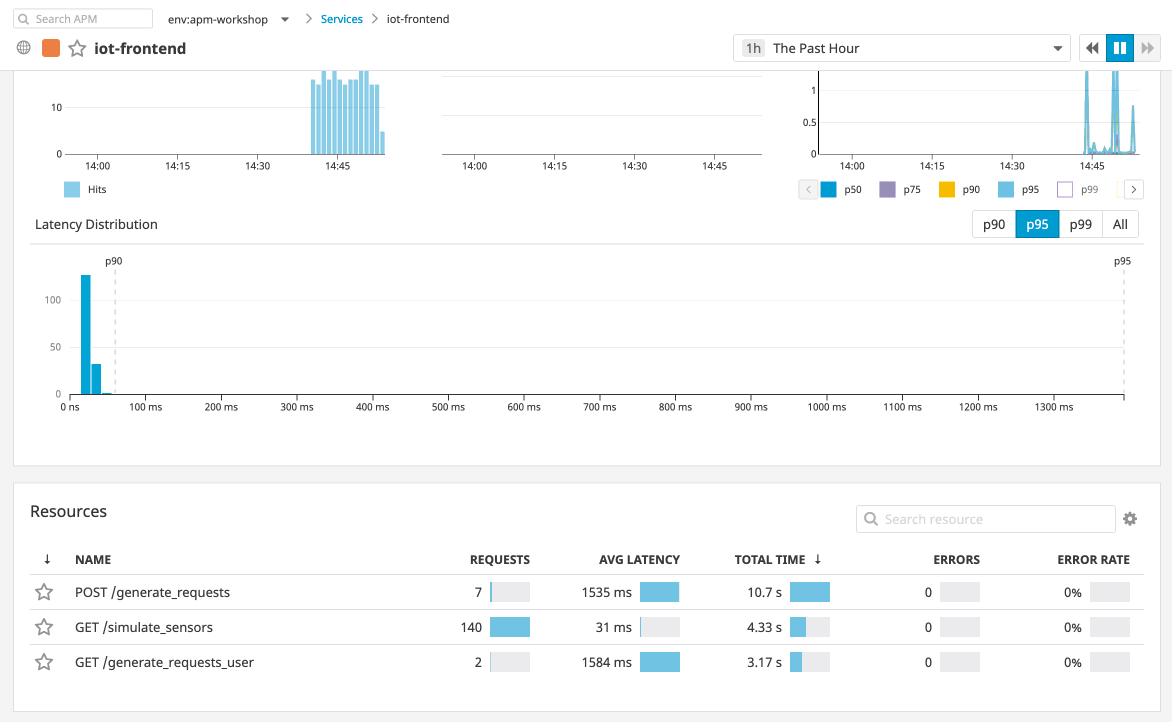 Search APM env:apm-workshop Services iot-frontend
iot-frontend 1h The Past Hour
10
0
14:00 14:15 14:30 14:45
Hits
14:00 14:15 14:30 14:45
1
0.5
0
14:00 14:15 14:30 14:45
p50 p75 p90 p95 p99
Latency Distribution p90 p95 p99 All
p90 p95
100
50
0
0 ns 100 ms 200 ms 300 ms 400 ms 500 ms 600 ms 700 ms 800 ms 900 ms 1000 ms 1100 ms 1200 ms 1300 ms
Resources Search resource
NAME REQUESTS AVG LATENCY TOTAL TIME ERRORS ERROR RATE
POST /generate_requests 7 1535 ms 10.7 s 0 0%
GET /simulate_sensors 140 31 ms 4.33 s 0 0%
GET /generate_requests_user 2 1584 ms 3.17 s 0 0%